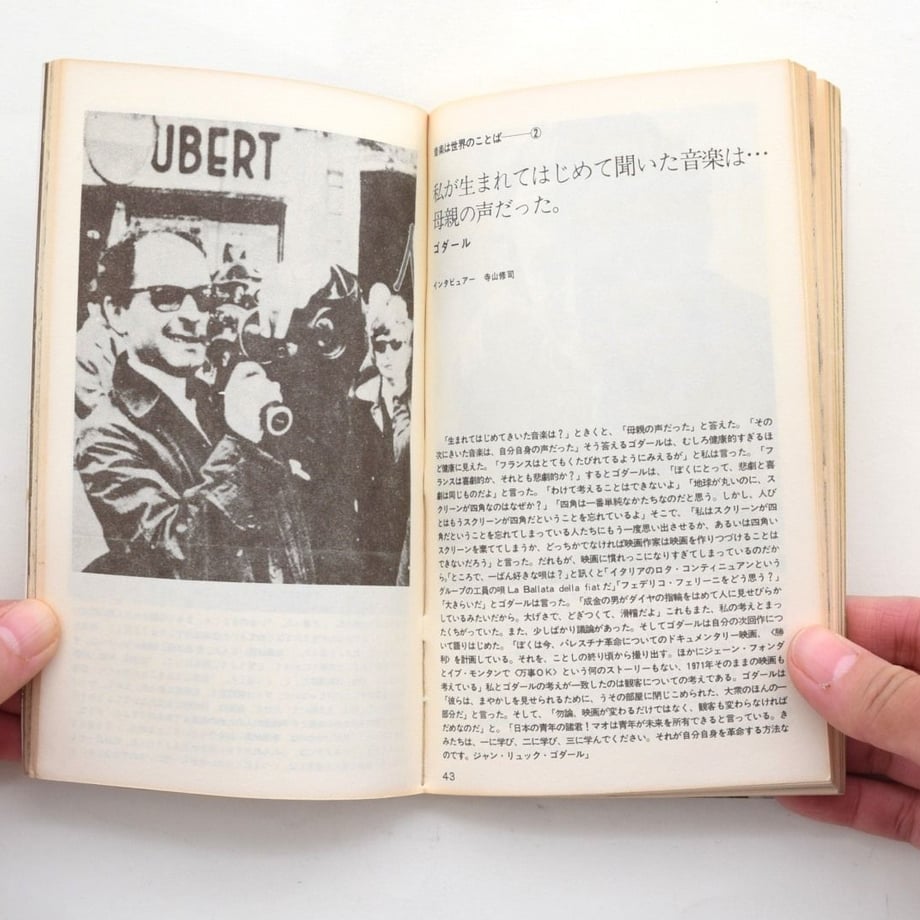 UBERT
音楽は世界のことば——②
私が生まれてはじめて聞いた音楽は…
母親の声だった。
ゴダール
インタビュアー　寺山修司
「生まれてはじめてきいた音楽は？」ときくと、「母親の声だった」と答えた。「その
次にきいた音楽は、自分自身の声だった」そう答えるゴダールは、むしろ健康的すぎるほ
ど健康に見えた。「フランスはとてもくたびれてるようにみえるが」と私は言った。「フ
ランスは喜劇的か、それとも悲劇的か？」するとゴダールは、「ぼくにとって、悲劇と喜
劇は同じものだよ」と言った。「わけて考えることはできないよ」「地球が丸いのに、ス
クリーンが四角なのはなぜか？」「四角は一番単純なかたちなのだと思う。しかし、人び
とはもうスクリーンが四角だということを忘れているよ」そこで、「私はスクリーンが四
角だということを忘れてしまっている人たちにもう一度思い出させるか、あるいは四角い
スクリーンを棄ててしまうか、どっちかでなければ映画作家は映画を作りつづけることは
できないだろう」と言った。だれもが、映画に慣れっこになりすぎてしまっているのだか
ら。「ところで、一ばん好きな唄は？」と訊くと「イタリアのロタ・コンティニュアンという
グループの工員の唄 La Ballata della fiat だ」「フェデリコ・フェリーニをどう思う？」
「大きらいだ」とゴダールは言った。「成金の男がダイヤの指輪をはめて人に見せびらか
しているみたいだから。大げさで、どぎつくて、滑稽だよ」これもまた、私の考えとまっ
たくちがっていた。また、少しばかり議論があった。そしてゴダールは自分の次回作につ
いて語りはじめた。「ぼくは今、パレスチナ革命についてのドキュメンタリー映画、〈勝
利〉を計画している。それを、ことしの終り頃から撮り出す。ほかにジェーン・フォンダ
とイブ・モンタンで〈万事OK〉という何のストーリーもない、1971年そのままの映画も
考えている」私とゴダールの考えが一致したのは観客についての考えである。ゴダールは
「彼らは、まやかしを見せられるために、うその部屋に閉じこめられた、大衆のほんの一
部分だ」と言った。そして、「勿論、映画が変わるだけではなく、観客も変わらなければ
だめなのだ」と。「日本の青年の諸君！マオは青年が未来を所有できると言っている。き
みたちは、一に学び、二に学び、三に学んでください。それが自分自身を革命する方法な
のです。ジャン・リュック・ゴダール」
43